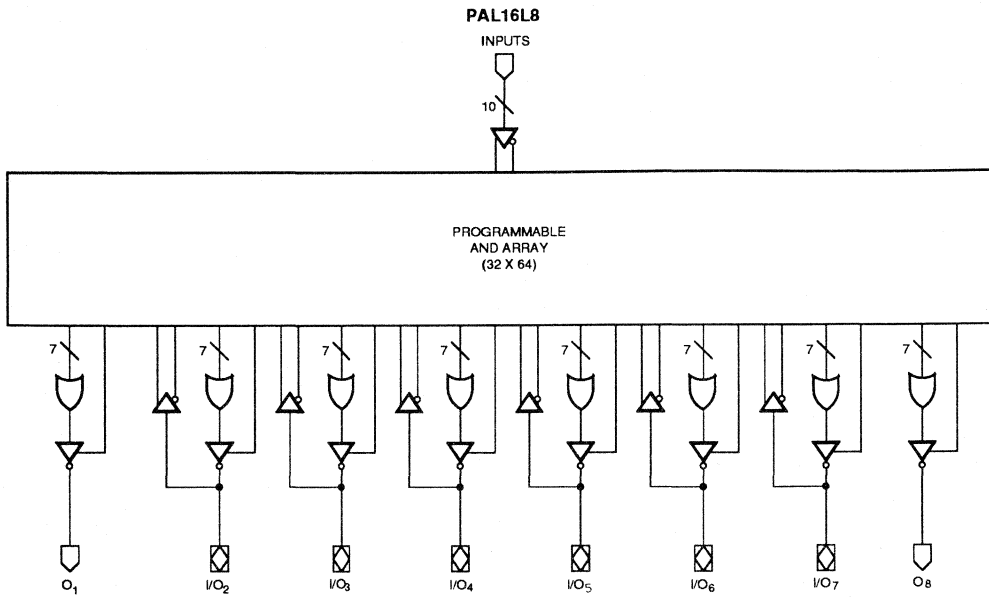 PAL16L8
INPUTS
10
PROGRAMMABLE
AND ARRAY
(32 X 64)
7 7 7 7 7 7 7 7
O1 I/O2 I/O3 I/O4 I/O5 I/O6 I/O7 O8